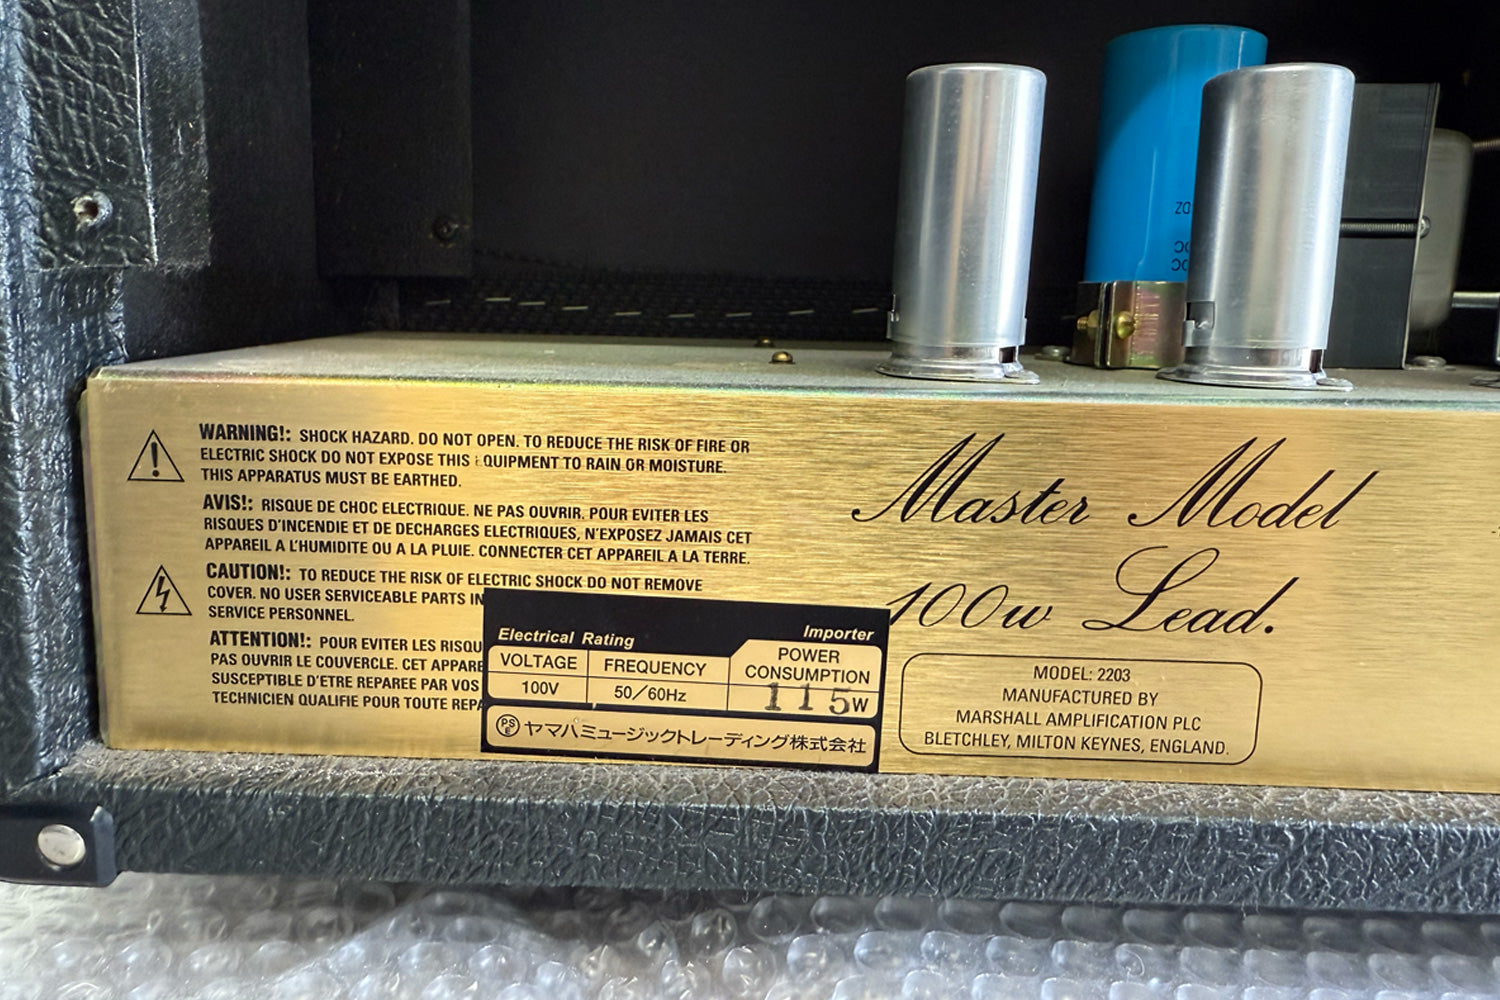 WARNING!: SHOCK HAZARD. DO NOT OPEN. TO REDUCE THE RISK OF FIRE OR
ELECTRIC SHOCK DO NOT EXPOSE THIS EQUIPMENT TO RAIN OR MOISTURE.
THIS APPARATUS MUST BE EARTHED.
AVIS!: RISQUE DE CHOC ELECTRIQUE. NE PAS OUVRIR. POUR EVITER LES
RISQUES D'INCENDIE ET DE DECHARGES ELECTRIQUES, N'EXPOSEZ JAMAIS CET
APPAREIL A L'HUMIDITE OU A LA PLUIE. CONNECTER CET APPAREIL A LA TERRE.
CAUTION!: TO REDUCE THE RISK OF ELECTRIC SHOCK DO NOT REMOVE
COVER. NO USER SERVICEABLE PARTS IN
SERVICE PERSONNEL.
ATTENTION!: POUR EVITER LES RISQU
PAS OUVRIR LE COUVERCLE. CET APPARE
SUSCEPTIBLE D'ETRE REPAREE PAR VOS
TECHNICIEN QUALIFIE POUR TOUTE REPA
Electrical Rating
Importer
VOLTAGE FREQUENCY POWER CONSUMPTION
100V 50/60Hz 115W
PSE ヤマハミュージックトレーディング株式会社
Master Model
100w Lead.
MODEL: 2203
MANUFACTURED BY
MARSHALL AMPLIFICATION PLC
BLETCHLEY, MILTON KEYNES, ENGLAND.